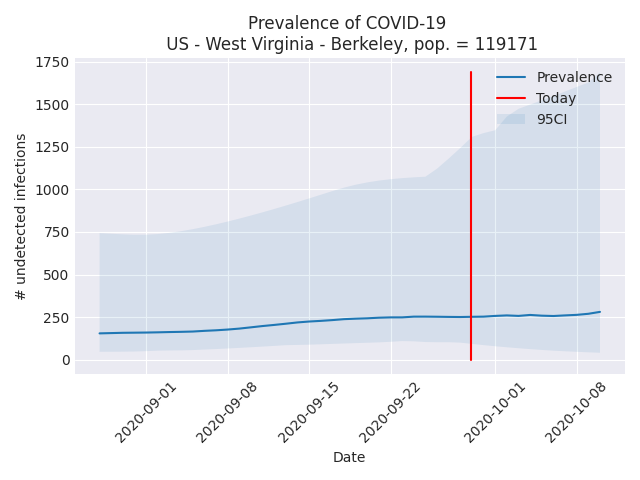 Prevalence of COVID-19
US - West Virginia - Berkeley, pop. = 119171
Prevalence
Today
95CI
1750
1500
1250
1000
750
500
250
0
# undetected infections
2020-09-01
2020-09-08
2020-09-15
2020-09-22
2020-10-01
2020-10-08
Date